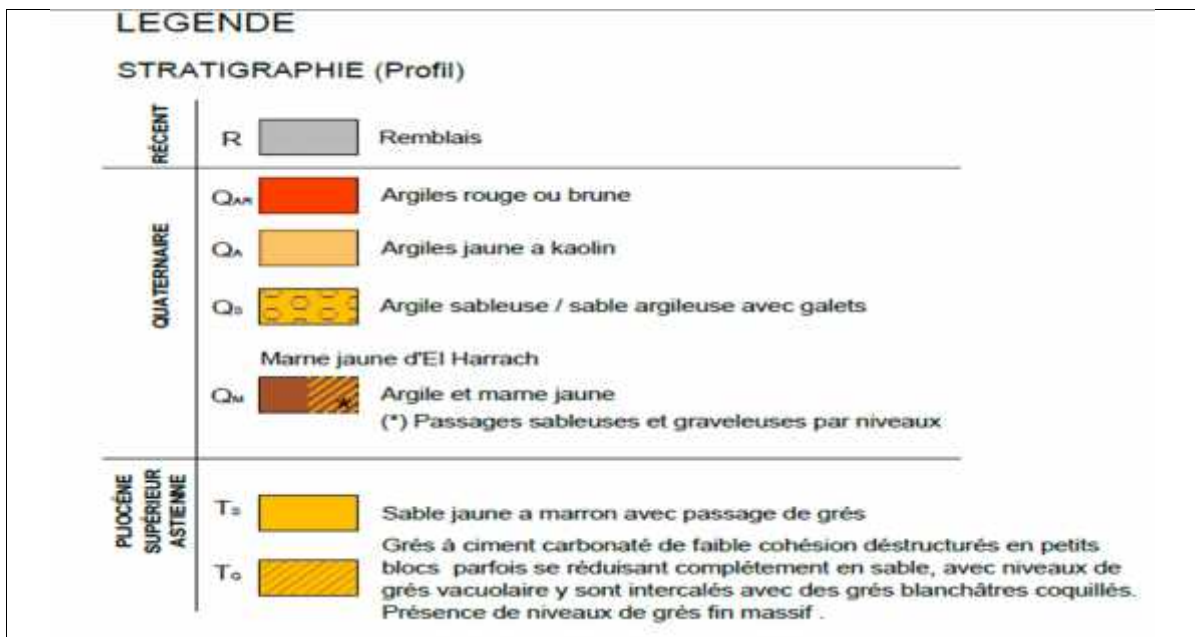 LEGENDE
STRATIGRAPHIE (Profil)
RÉCENT
R Remblais
QUATERNAIRE
QAR Argiles rouge ou brune
QA Argiles jaune a kaolin
QS Argile sableuse / sable argileuse avec galets
Marne jaune d'El Harrach
QM Argile et marne jaune
(*) Passages sableuses et graveleuses par niveaux
PLIOCÈNE
SUPÉRIEUR
ASTIENNE
TS Sable jaune a marron avec passage de grés
TG Grés à ciment carbonaté de faible cohésion déstructurés en petits
blocs parfois se réduisant complétement en sable, avec niveaux de
grés vacuolaire y sont intercalés avec des grés blanchâtres coquillés.
Présence de niveaux de grès fin massif .